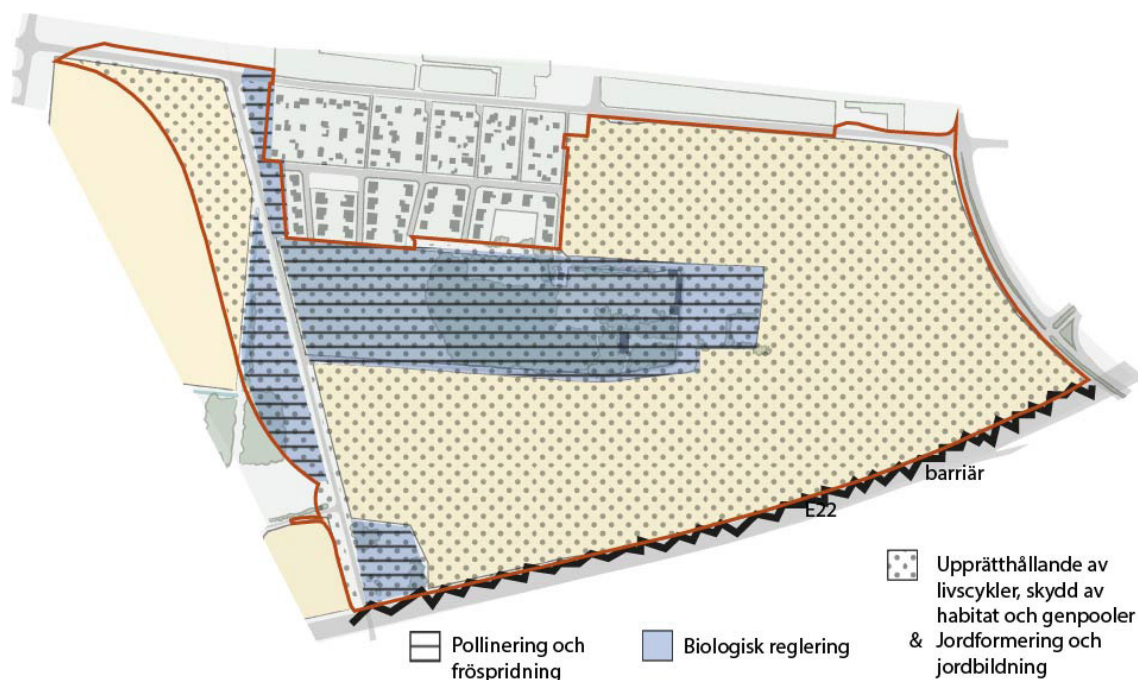 barriär
E22
Upprätthållande av
livscykler, skydd av
habitat och genpooler
& Jordformering och
jordbildning
Pollinering och
fröspridning
Biologisk reglering